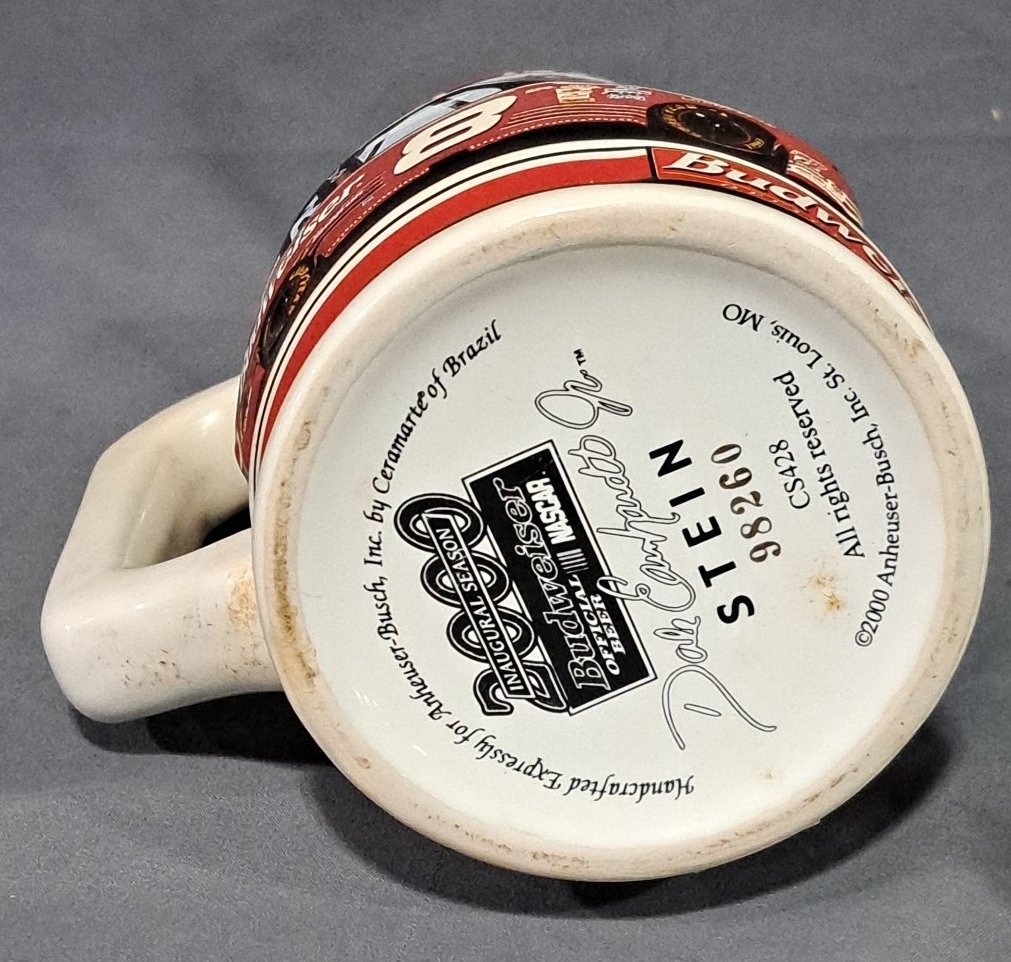 8
Budweiser
Handcrafted Expressly for Anheuser-Busch, Inc. by Ceramarte® of Brazil
2000
INAUGURAL SEASON
Budweiser
OFFICIAL
BEER
NASCAR
Dale Earnhardt Jr.™
STEIN
98260
CS428
All rights reserved
©2000 Anheuser-Busch, Inc. St. Louis, MO